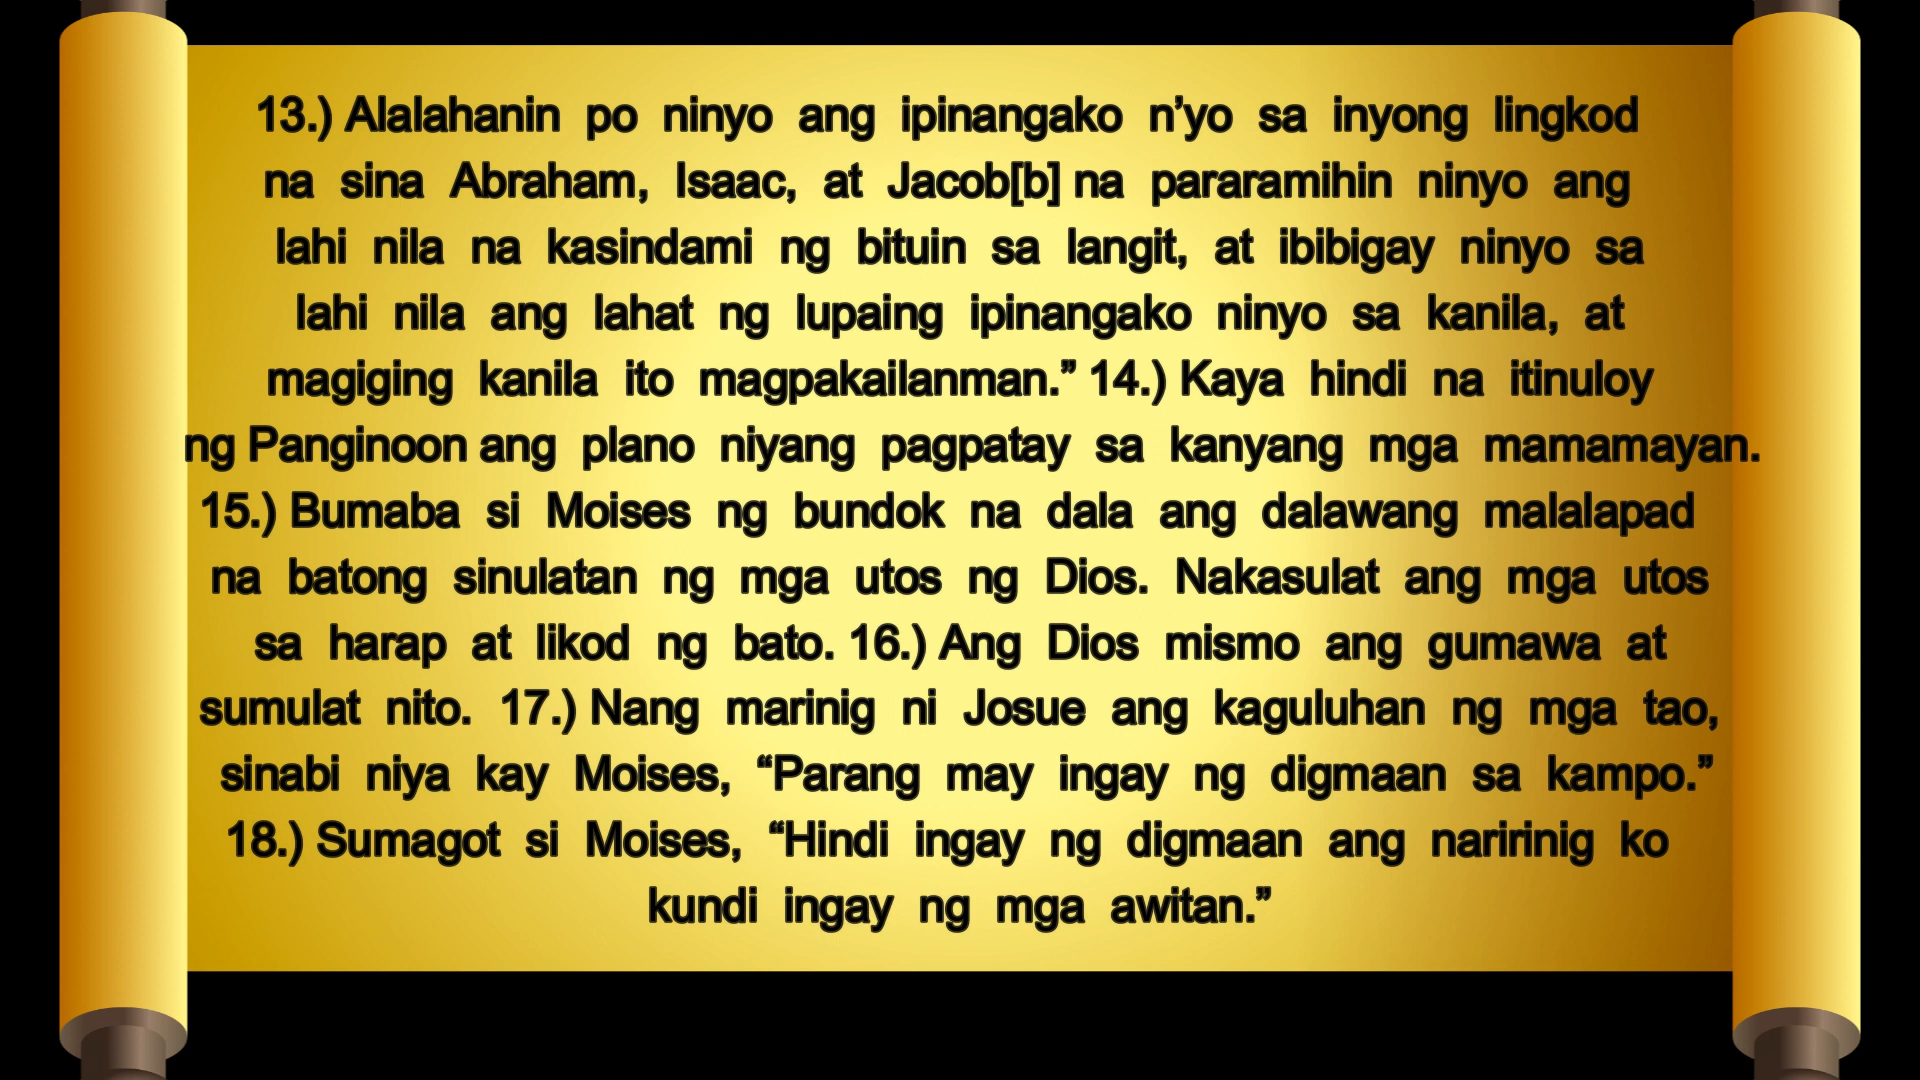 13.) Alalahanin po ninyo ang ipinangako n’yo sa inyong lingkod
na sina Abraham, Isaac, at Jacob[b] na pararamihin ninyo ang
lahi nila na kasindami ng bituin sa langit, at ibibigay ninyo sa
lahi nila ang lahat ng lupaing ipinangako ninyo sa kanila, at
magiging kanila ito magpakailanman.” 14.) Kaya hindi na itinuloy
ng Panginoon ang plano niyang pagpatay sa kanyang mga mamamayan.
15.) Bumaba si Moises ng bundok na dala ang dalawang malalapad
na batong sinulatan ng mga utos ng Dios. Nakasulat ang mga utos
sa harap at likod ng bato. 16.) Ang Dios mismo ang gumawa at
sumulat nito. 17.) Nang marinig ni Josue ang kaguluhan ng mga tao,
sinabi niya kay Moises, “Parang may ingay ng digmaan sa kampo.”
18.) Sumagot si Moises, “Hindi ingay ng digmaan ang naririnig ko
kundi ingay ng mga awitan.”